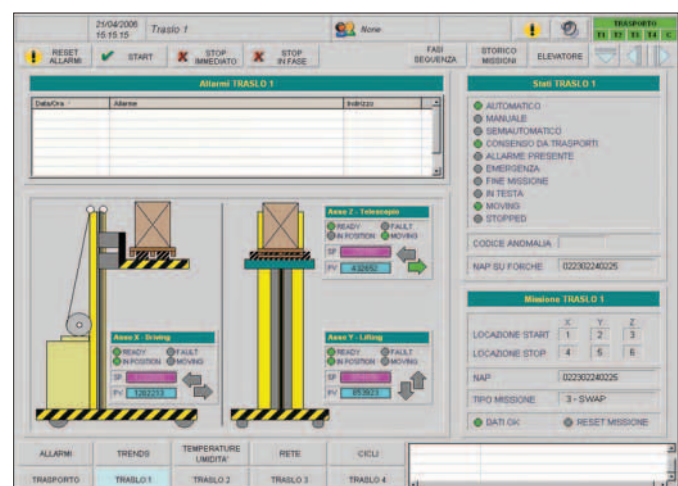 21/04/2006
15:15:15
Traslo 1
None
TRASPORTO
T1 T2 T3 T4 C
RESET ALLARMI
START
STOP IMMEDIATO
STOP IN FASE
FASI SEQUENZA
STORICO MISSIONI
ELEVATORE
Allarmi TRASLO 1
Data/Ora
Allarme
Indirizzo
Stati TRASLO 1
AUTOMATICO
MANUALE
SEMIAUTOMATICO
CONSENSO DA TRASPORTI
ALLARME PRESENTE
EMERGENZA
FINE MISSIONE
IN TESTA
MOVING
STOPPED
CODICE ANOMALIA
NAP SU FORCHE 022302240225
Asse Z - Telescopio
READY FAULT
IN POSITION MOVING
SP
PV 432652
Asse X - Driving
READY FAULT
IN POSITION MOVING
SP
PV 1262213
Asse Y - Lifting
READY FAULT
IN POSITION MOVING
SP
PV 653923
Missione TRASLO 1
X Y Z
LOCAZIONE START 1 2 3
LOCAZIONE STOP 4 5 6
NAP 022302240225
TIPO MISSIONE 3 - SWAP
DATI OK RESET MISSIONE
ALLARMI
TRENDS
TEMPERATURE UMIDITA'
RETE
CICLI
TRASPORTO
TRASLO 1
TRASLO 2
TRASLO 3
TRASLO 4